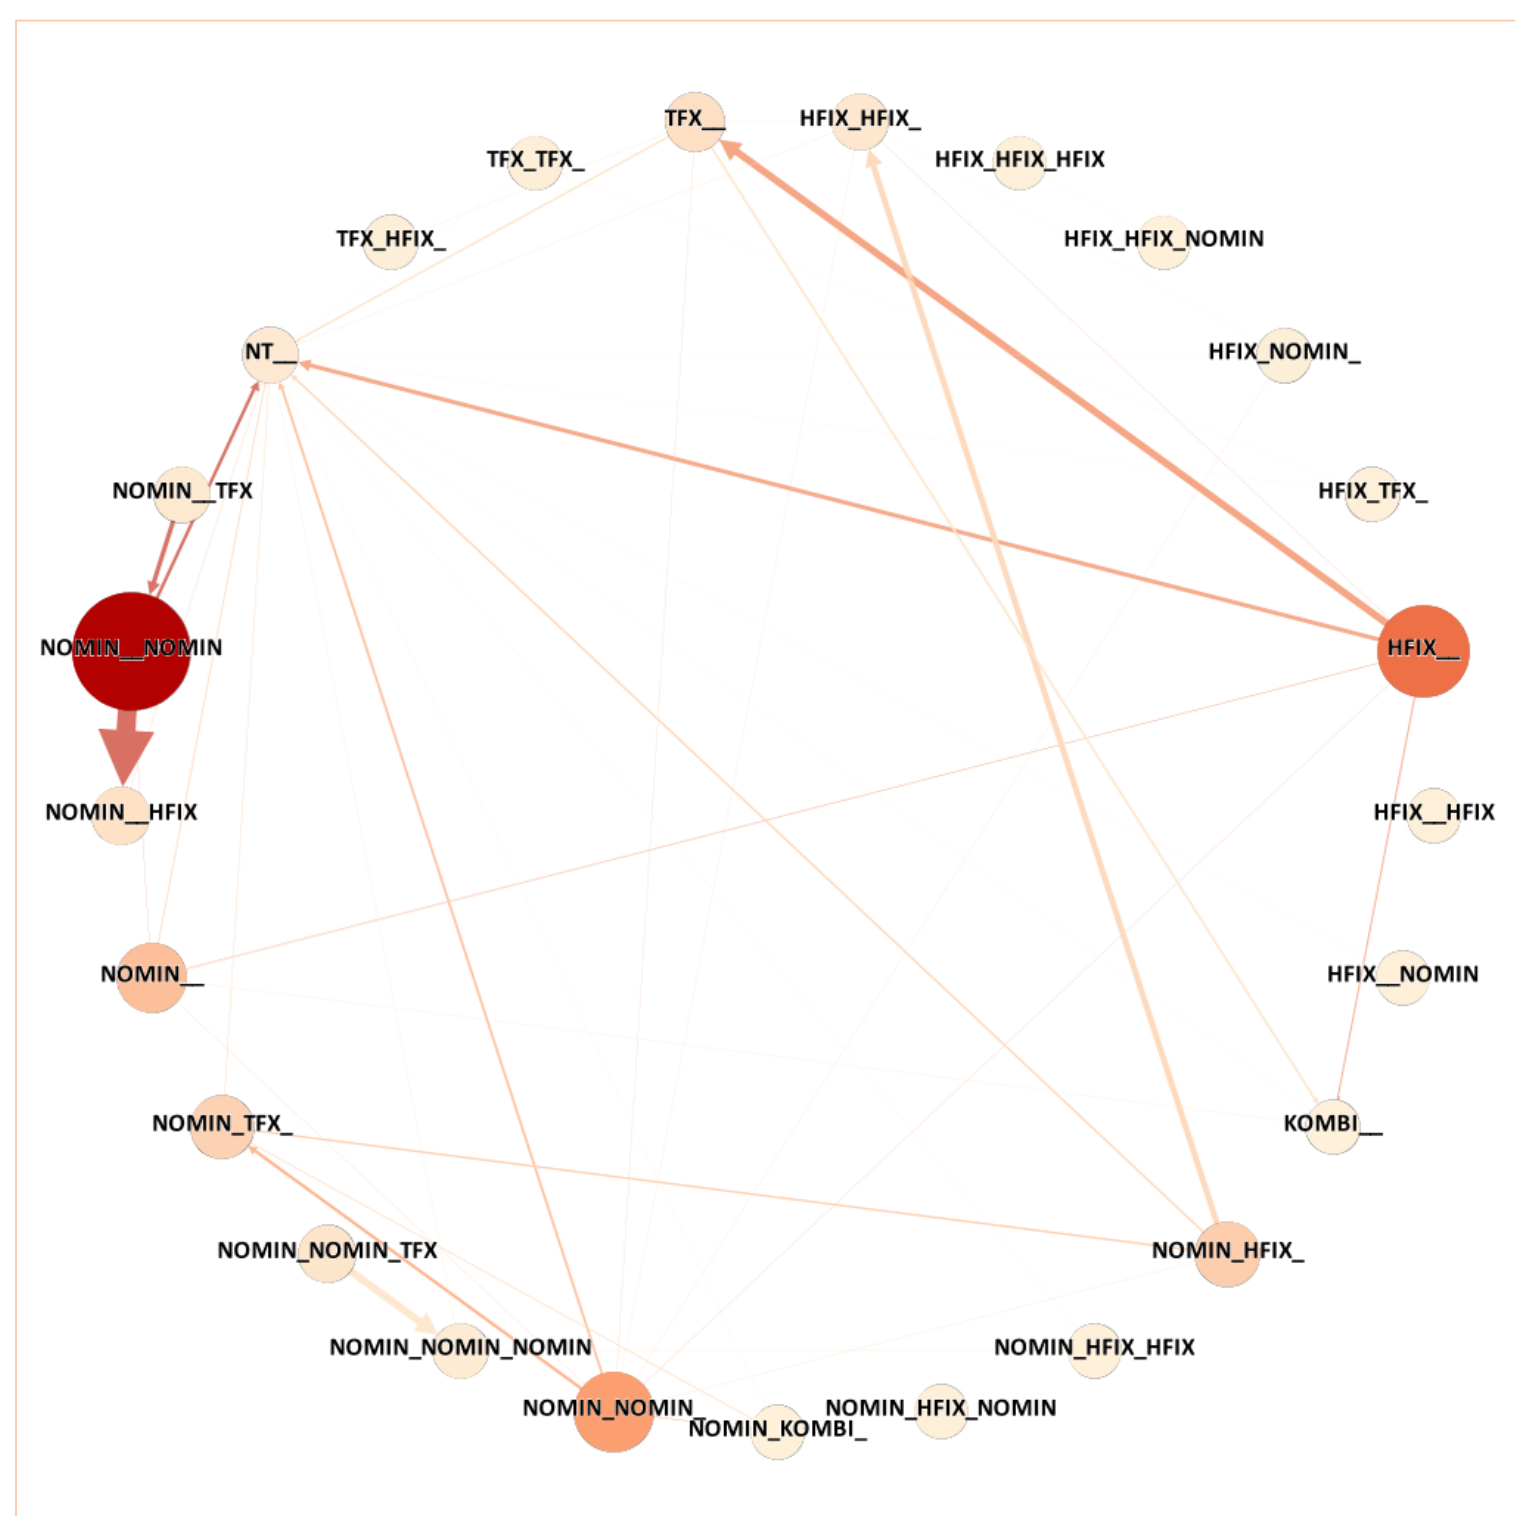 TFX__
HFIX_HFIX_
TFX_TFX_
HFIX_HFIX_HFIX
TFX_HFIX_
HFIX_HFIX_NOMIN
NT__
HFIX_NOMIN_
NOMIN__TFX
HFIX_TFX_
NOMIN__NOMIN
HFIX__
NOMIN__HFIX
HFIX__HFIX
NOMIN__
HFIX__NOMIN
NOMIN_TFX_
KOMBI__
NOMIN_NOMIN_TFX
NOMIN_HFIX_
NOMIN_NOMIN_NOMIN
NOMIN_HFIX_HFIX
NOMIN_NOMIN_
NOMIN_HFIX_NOMIN
NOMIN_KOMBI_